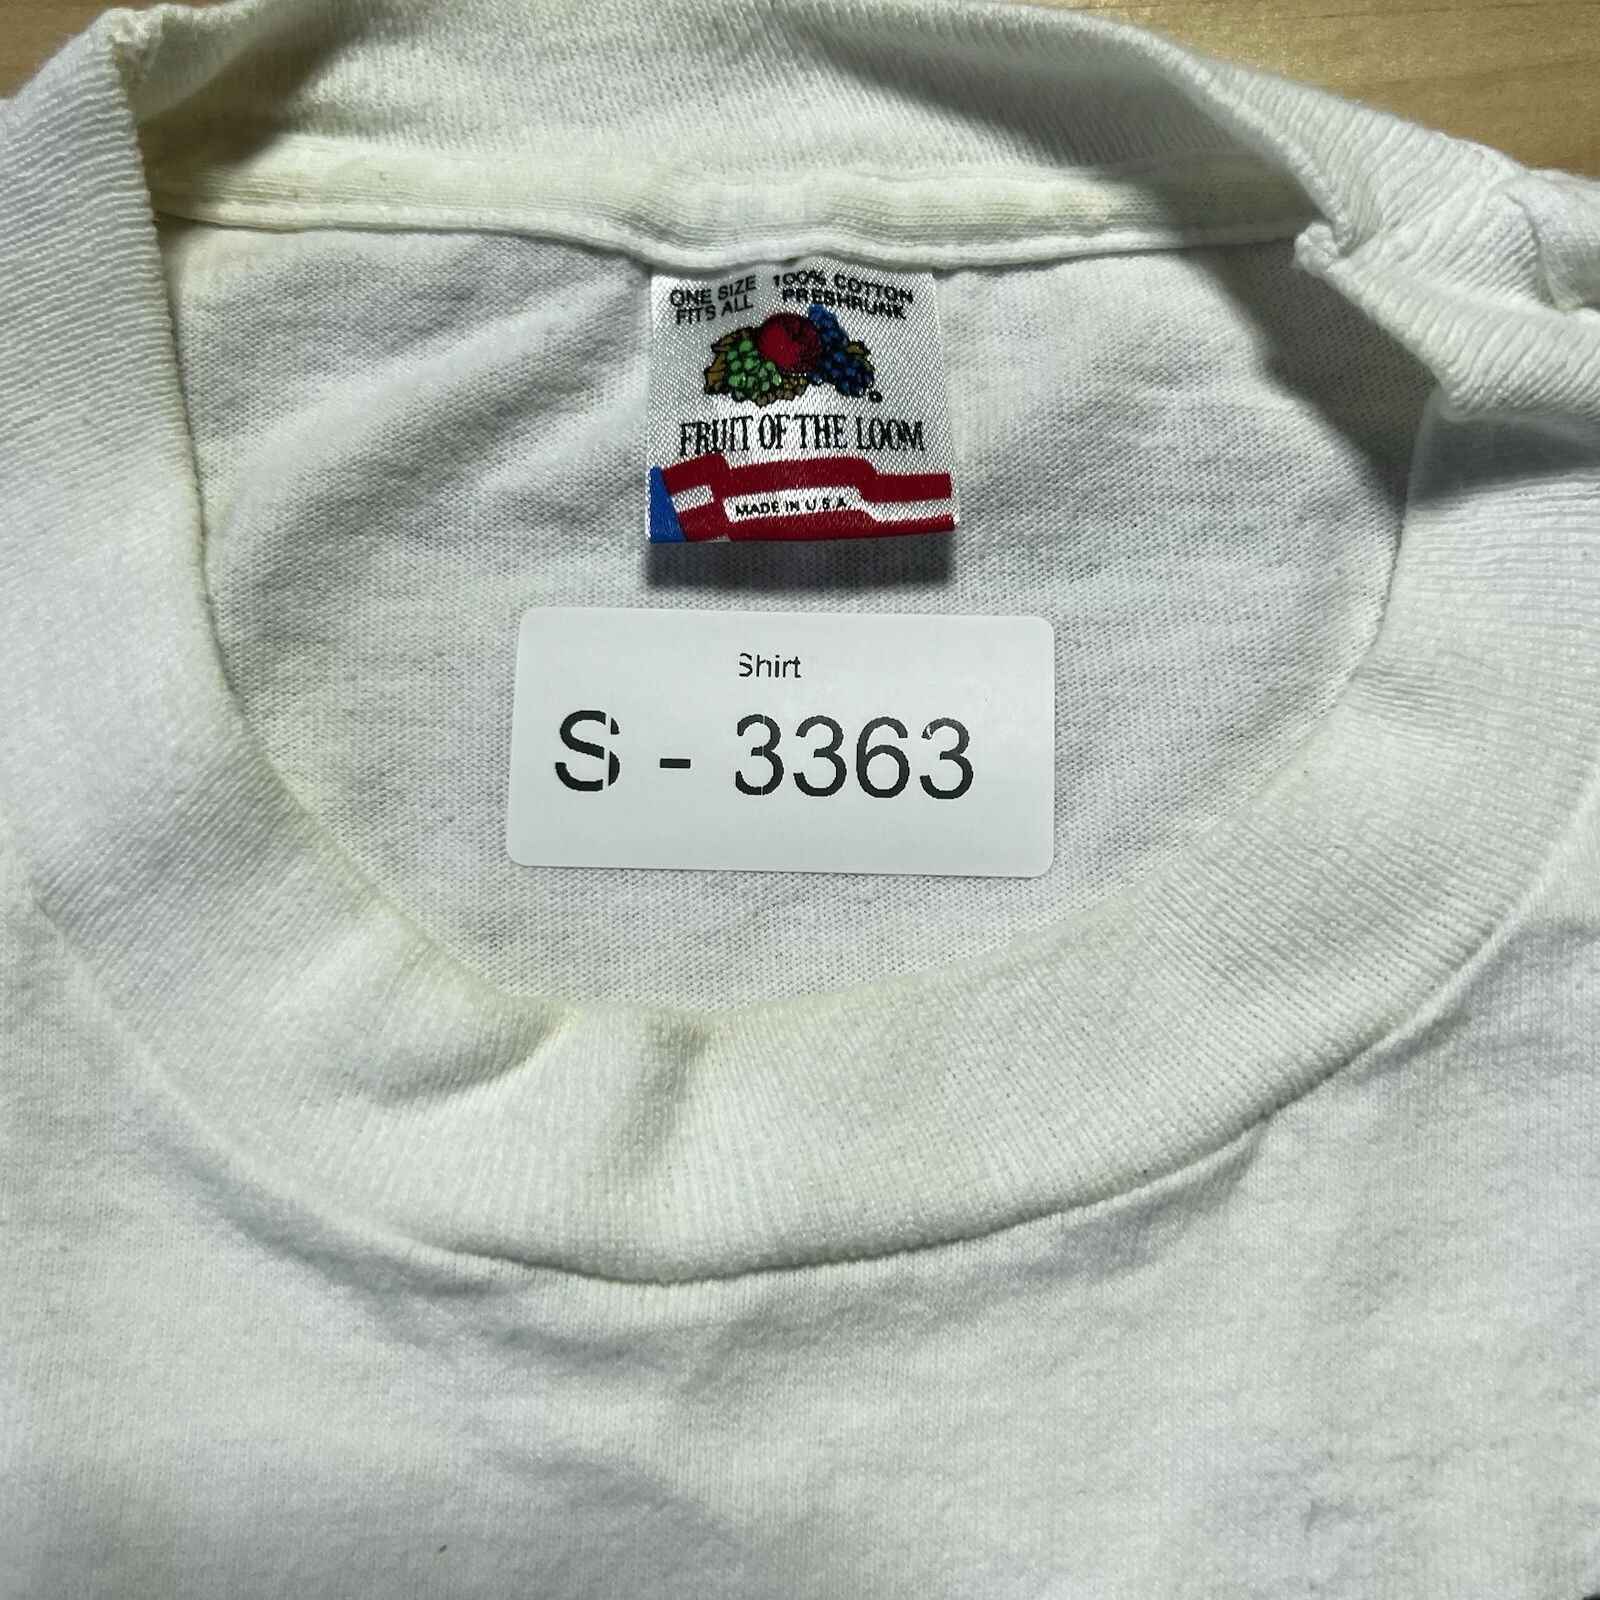 ONE SIZE 100% COTTON
FITS ALL PRESHRUNK
FRUIT OF THE LOOM
MADE IN U.S.A.
Shirt
S - 3363